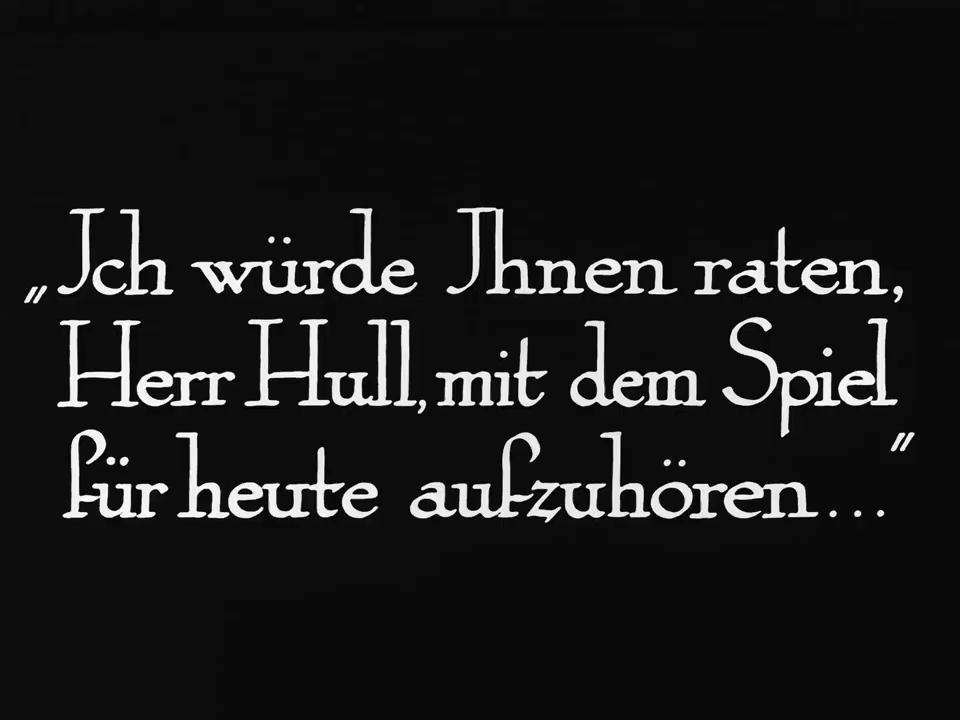 „Ich würde Ihnen raten,
Herr Hull, mit dem Spiel
für heute aufzuhören..."